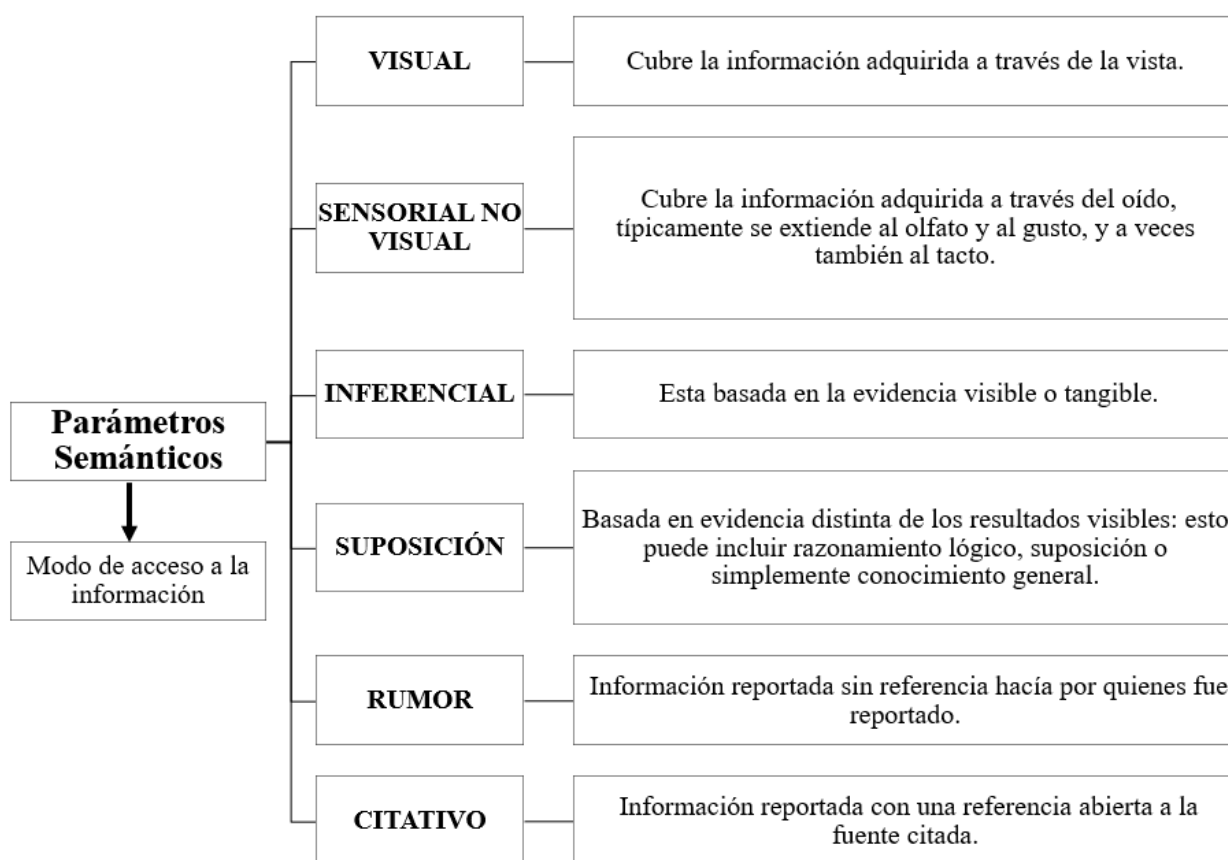 VISUAL
Cubre la información adquirida a través de la vista.
SENSORIAL NO
VISUAL
Cubre la información adquirida a través del oído,
típicamente se extiende al olfato y al gusto, y a veces
también al tacto.
INFERENCIAL
Esta basada en la evidencia visible o tangible.
Parámetros
Semánticos
Modo de acceso a la
información
SUPOSICIÓN
Basada en evidencia distinta de los resultados visibles: esto
puede incluir razonamiento lógico, suposición o
simplemente conocimiento general.
RUMOR
Información reportada sin referencia hacía por quienes fue
reportado.
CITATIVO
Información reportada con una referencia abierta a la
fuente citada.